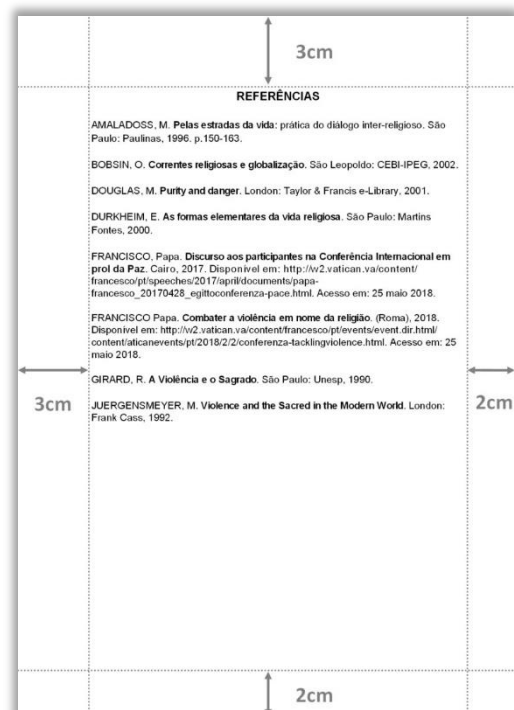 3cm
REFERÊNCIAS
AMALADOSS, M. Pelas estradas da vida: prática do diálogo inter-religioso. São
Paulo: Paulinas, 1996. p.150-163.
BOBSIN, O. Correntes religiosas e globalização. São Leopoldo: CEBI-IPEG, 2002.
DOUGLAS, M. Purity and danger. London: Taylor & Francis e-Library, 2001.
DURKHEIM, E. As formas elementares da vida religiosa. São Paulo: Martins
Fontes, 2000.
FRANCISCO, Papa. Discurso aos participantes na Conferência Internacional em
prol da Paz. Cairo, 2017. Disponível em: http://w2.vatican.va/content/
francesco/pt/speeches/2017/april/documents/papa-
francesco_20170428_egittoconferenza-pace.html. Acesso em: 25 maio 2018.
FRANCISCO Papa. Combater a violência em nome da religião. (Roma), 2018.
Disponível em: http://w2.vatican.va/content/francesco/pt/events/event.dir.html/
content/aticanevents/pt/2018/2/2/conferenza-tacklingviolence.html. Acesso em: 25
maio 2018.
GIRARD, R. A Violência e o Sagrado. São Paulo: Unesp, 1990.
3cm
2cm
JUERGENSMEYER, M. Violence and the Sacred in the Modern World. London:
Frank Cass, 1992.
2cm